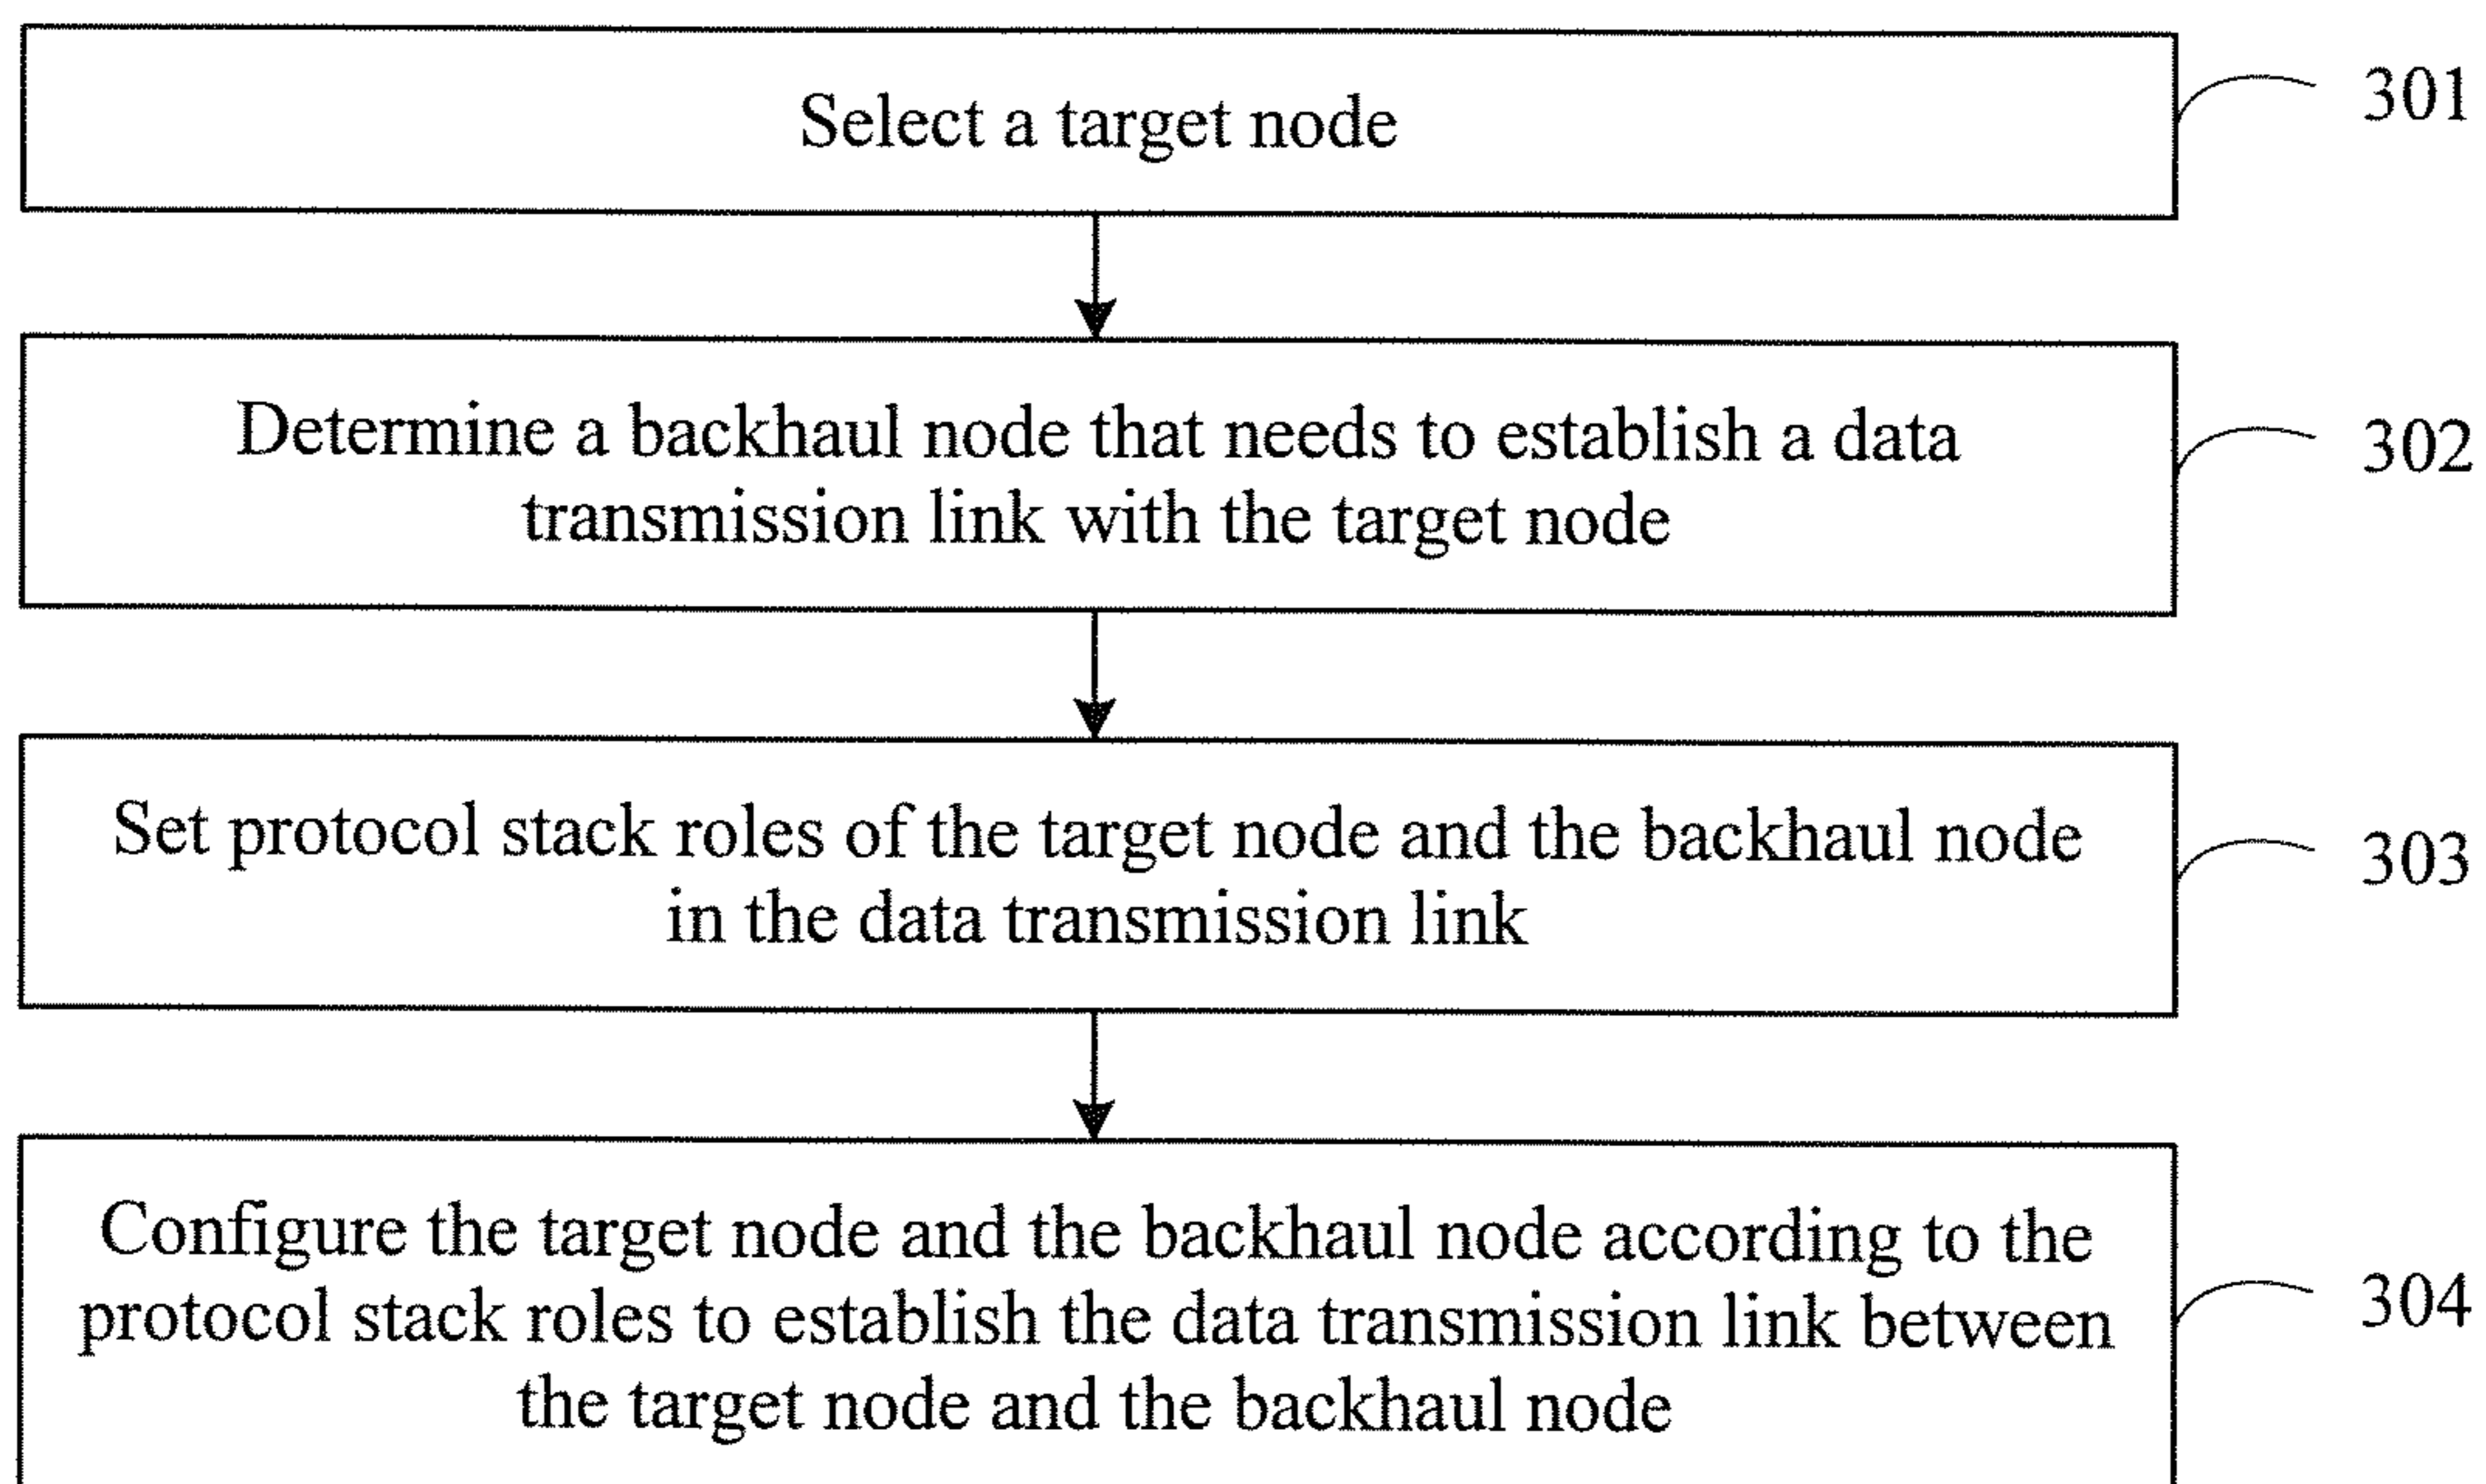 Select a target node
301
Determine a backhaul node that needs to establish a data
transmission link with the target node
302
Set protocol stack roles of the target node and the backhaul node
in the data transmission link
303
Configure the target node and the backhaul node according to the
protocol stack roles to establish the data transmission link between
the target node and the backhaul node
304